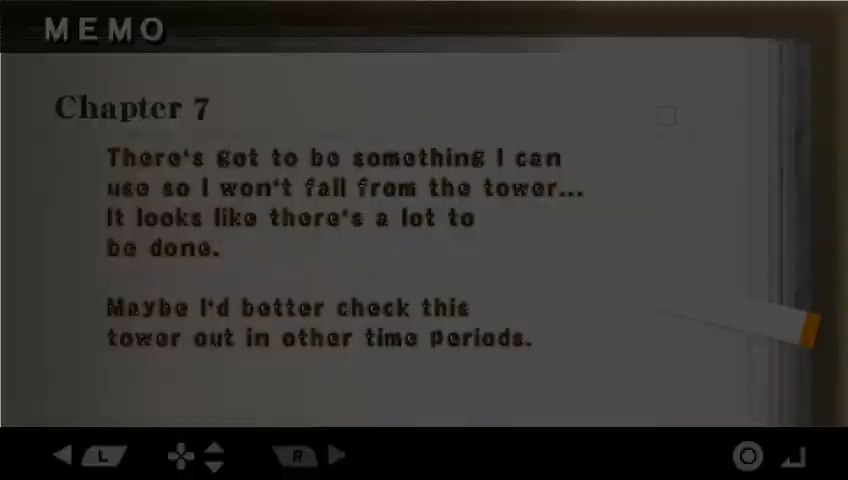 MEMO
Chapter 7
There's got to be something I can
use so I won't fall from the tower...
It looks like there's a lot to
be done.
Maybe I'd better check this
tower out in other time periods.
L R